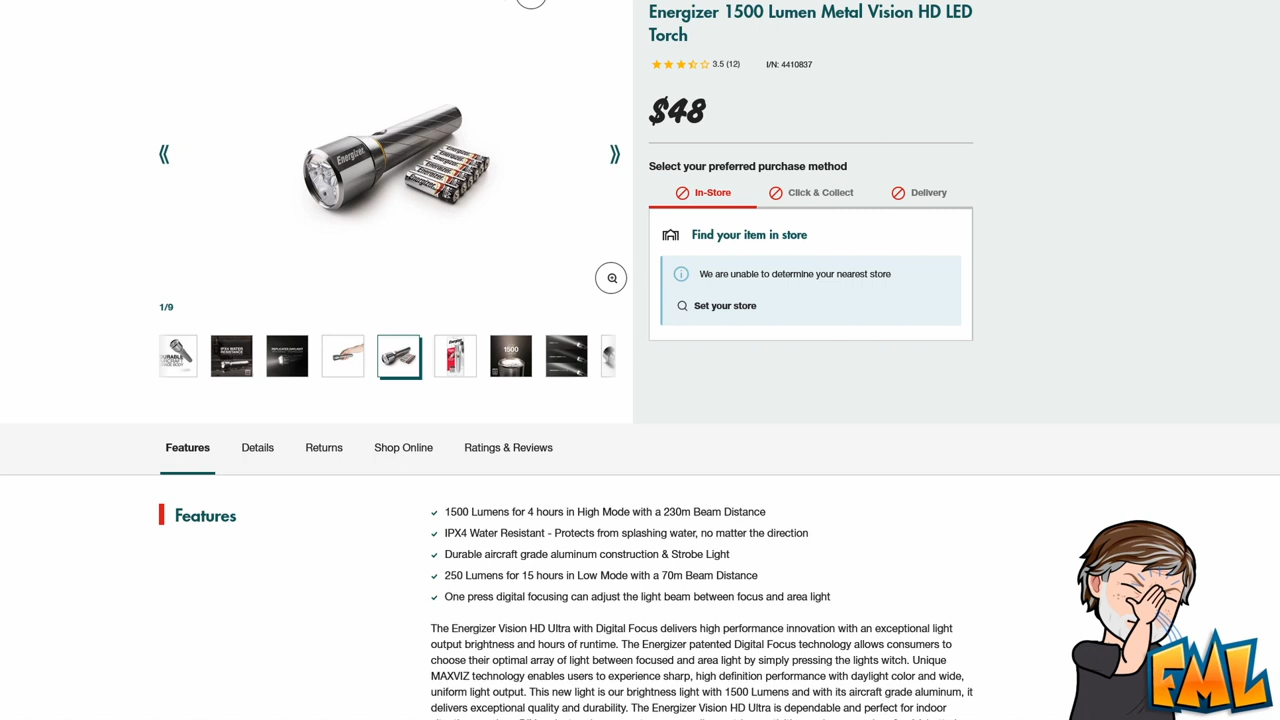 Energizer 1500 Lumen Metal Vision HD LED
Torch
3.5 (12)
I/N: 4410837
$48
Select your preferred purchase method
In-Store
Click & Collect
Delivery
Find your item in store
We are unable to determine your nearest store
Set your store
Energizer
1/9
1500
Features
Details
Returns
Shop Online
Ratings & Reviews
Features
1500 Lumens for 4 hours in High Mode with a 230m Beam Distance
IPX4 Water Resistant - Protects from splashing water, no matter the direction
Durable aircraft grade aluminum construction & Strobe Light
250 Lumens for 15 hours in Low Mode with a 70m Beam Distance
One press digital focusing can adjust the light beam between focus and area light
The Energizer Vision HD Ultra with Digital Focus delivers high performance innovation with an exceptional light
output brightness and hours of runtime. The Energizer patented Digital Focus technology allows consumers to
choose their optimal array of light between focused and area light by simply pressing the lights witch. Unique
MAXVIZ technology enables users to experience sharp, high definition performance with daylight color and wide,
uniform light output. This new light is our brightness light with 1500 Lumens and with its aircraft grade aluminum, it
delivers exceptional quality and durability. The Energizer Vision HD Ultra is dependable and perfect for indoor
FML